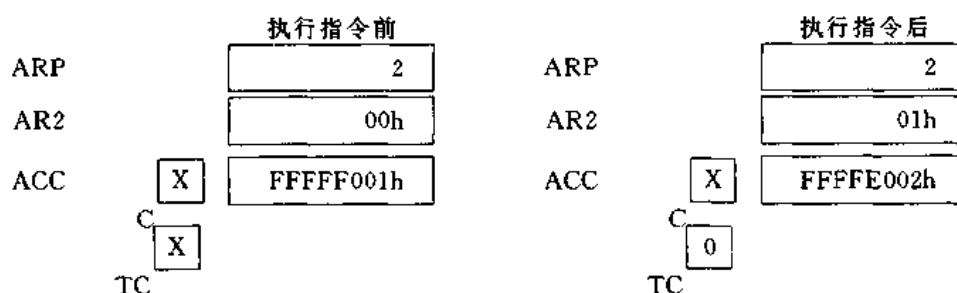 执行指令前 执行指令后
ARP 2 ARP 2
AR2 00h AR2 01h
ACC X FFFFF001h ACC X FFFFE002h
C C
X 0
TC TC